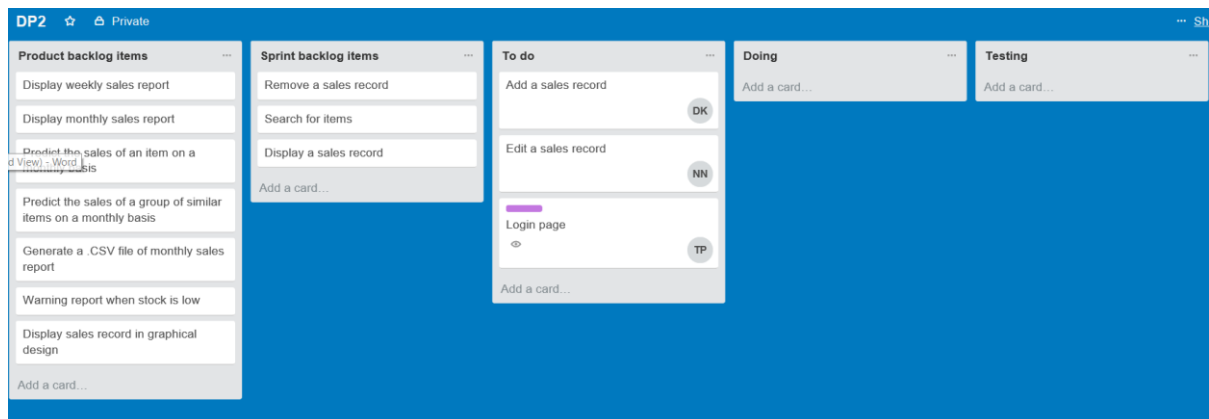 DP2 Private ... Sh
Product backlog items ...
Display weekly sales report
Display monthly sales report
Predict the sales of an item on a
d View) - Word
monthly basis
Predict the sales of a group of similar
items on a monthly basis
Generate a .CSV file of monthly sales
report
Warning report when stock is low
Display sales record in graphical
design
Add a card...
Sprint backlog items ...
Remove a sales record
Search for items
Display a sales record
Add a card...
To do ...
Add a sales record
DK
Edit a sales record
NN
Login page
TP
Add a card...
Doing ...
Add a card...
Testing ...
Add a card...